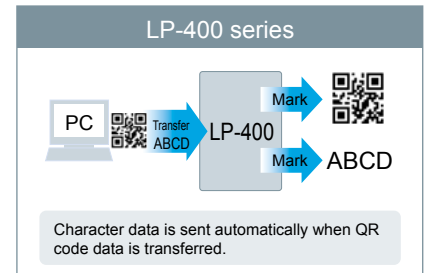 LP-400 series
PC
Transfer
ABCD
LP-400
Mark
Mark
ABCD
Character data is sent automatically when QR
code data is transferred.